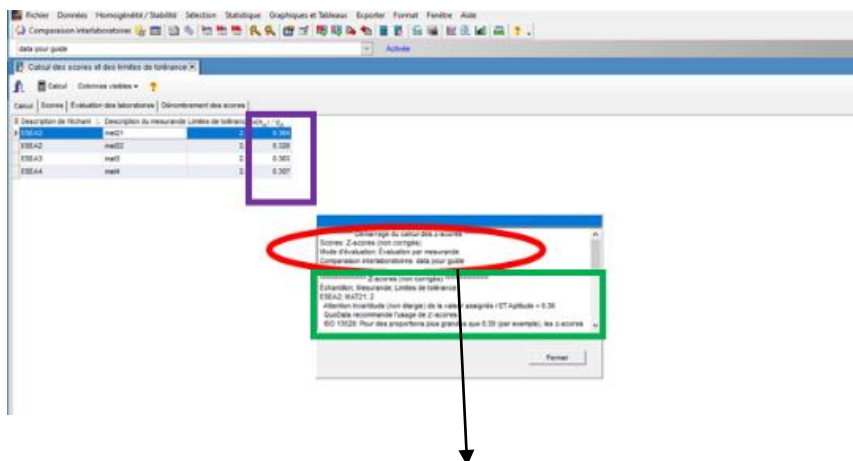 Fichier Données Homogénéité / Stabilité Sélection Statistique Graphiques et Tableaux Exporter Format Fenêtre Aide
Comparaison interlaboratoires
data pour guide Activée
Calcul des scores et des limites de tolérance
Calcul Colonnes visibles
Calcul Scores Évaluation des laboratoires Dénombrement des scores
Description de l'échant Description du mesurande Limites de tolérance
ESEA2 mat21 2
ESEA2 mat22 2
ESEA3 mat3 2 0.303
ESEA4 mat4 2 0.307
Démarrage du calcul des z-scores
Scores: Z-scores (non corrigés)
Mode d'évaluation: Évaluation par mesurande
Comparaison interlaboratoires: data pour guide
************ Z-scores (non corrigés) ************
Échantillon; Mesurande; Limites de tolérance
ESEA2; MAT21; 2
Attention Incertitude (non élargie) de la valeur assignée / ET Aptitude = 0.38
QuoData recommande l'usage de z'-scores
ISO 13528: Pour des proportions plus grandes que 0,30 (par exemple), les z-scores
Fermer